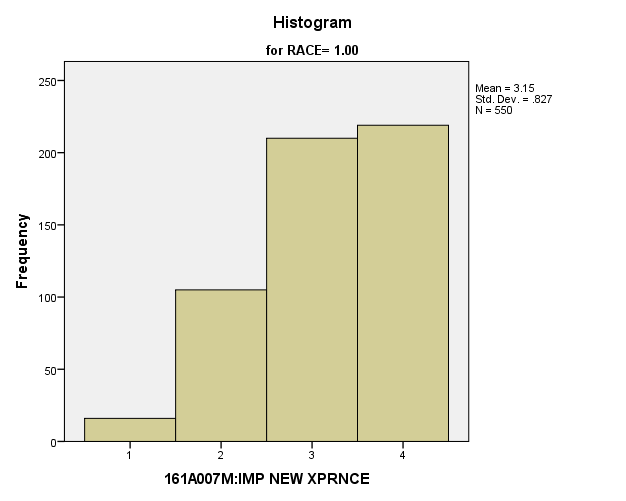 Histogram
for RACE= 1.00
Mean = 3.15
Std. Dev. = .827
N = 550
Frequency
250
200
150
100
50
0
1 2 3 4
161A007M:IMP NEW XPRNCE